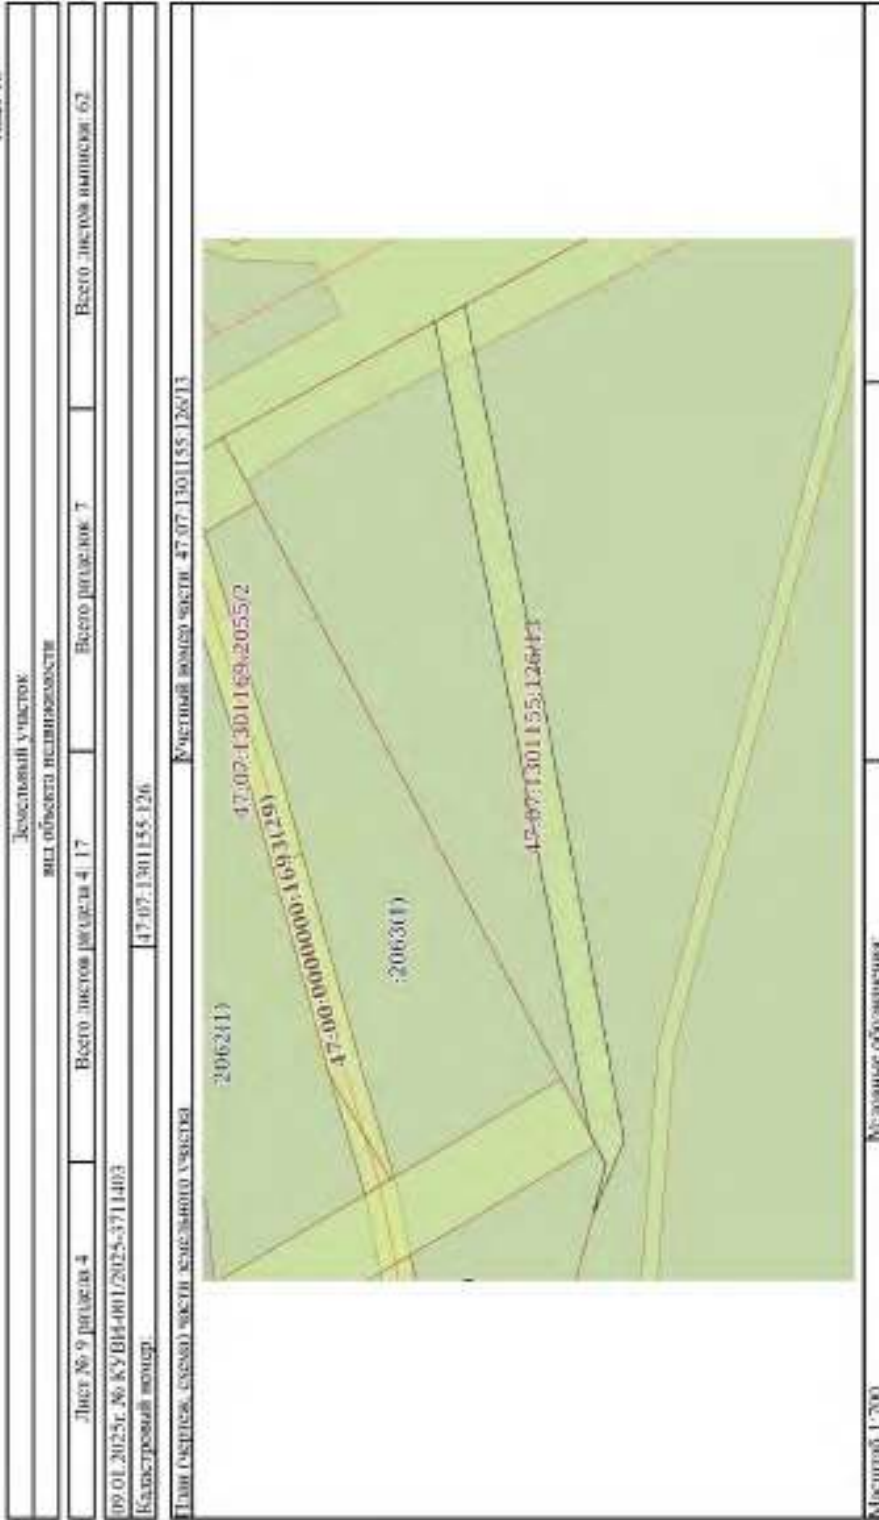 Земельный участок
вид объекта недвижимости
Лист № 9 раздела 4 Всего листов раздела 4: 17 Всего разделов: 7 Всего листов выписки: 62
09.01.2025г. № КУВИ-001/2025-3711403
Кадастровый номер: 47:07:1301155:126
План (чертеж, схема) части земельного участка Учетный номер части: 47:07:1301155:126/13
:2062(1)
47:07:1301169:2055/2
47:00:0000000:1693(29)
:2063(1)
47:07:1301155:126/13
Масштаб 1:700 Условные обозначения: